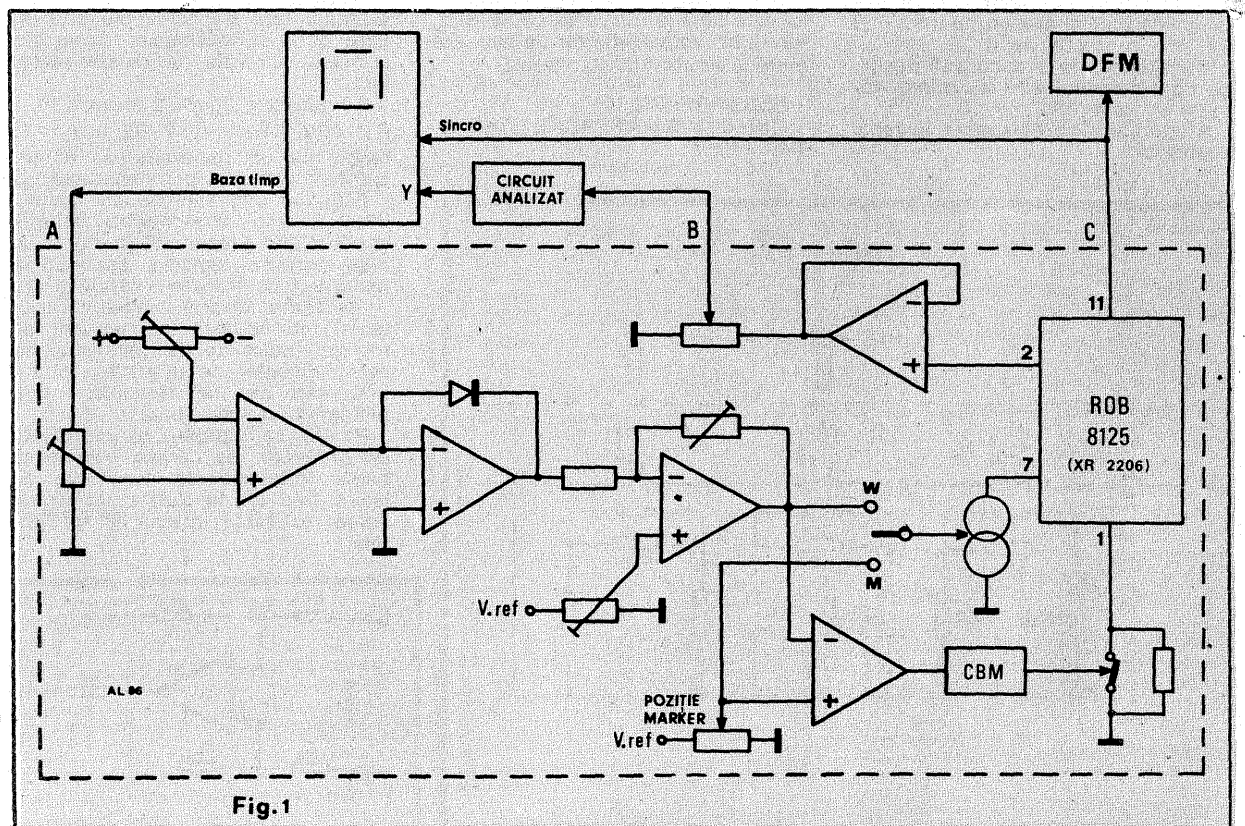 DFM
Sincro
Baza timp
Y
CIRCUIT
ANALIZAT
A
B
C
11
+
-
-
+
2
ROB
8125
(XR 2206)
-
+
-
+
-
+
W
7
M
V.ref
1
-
+
CBM
AL 86
POZITIE
MARKER
V.ref
Fig.1